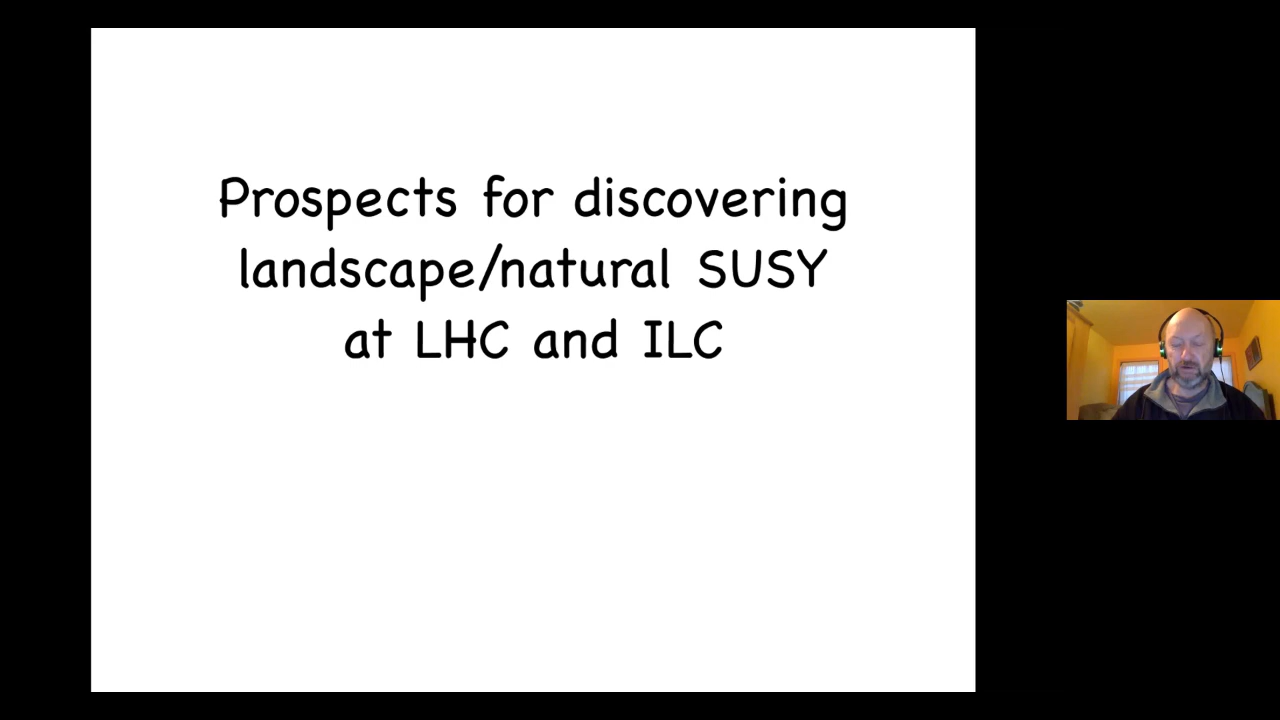 Prospects for discovering
landscape/natural SUSY
at LHC and ILC